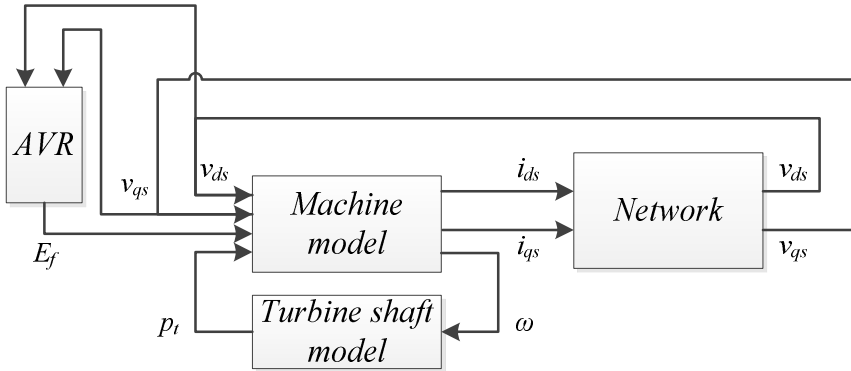 AVR
v_ds
v_qs
i_ds
v_ds
Machine
model
Network
i_qs
v_qs
E_f
p_t
Turbine shaft
model
ω